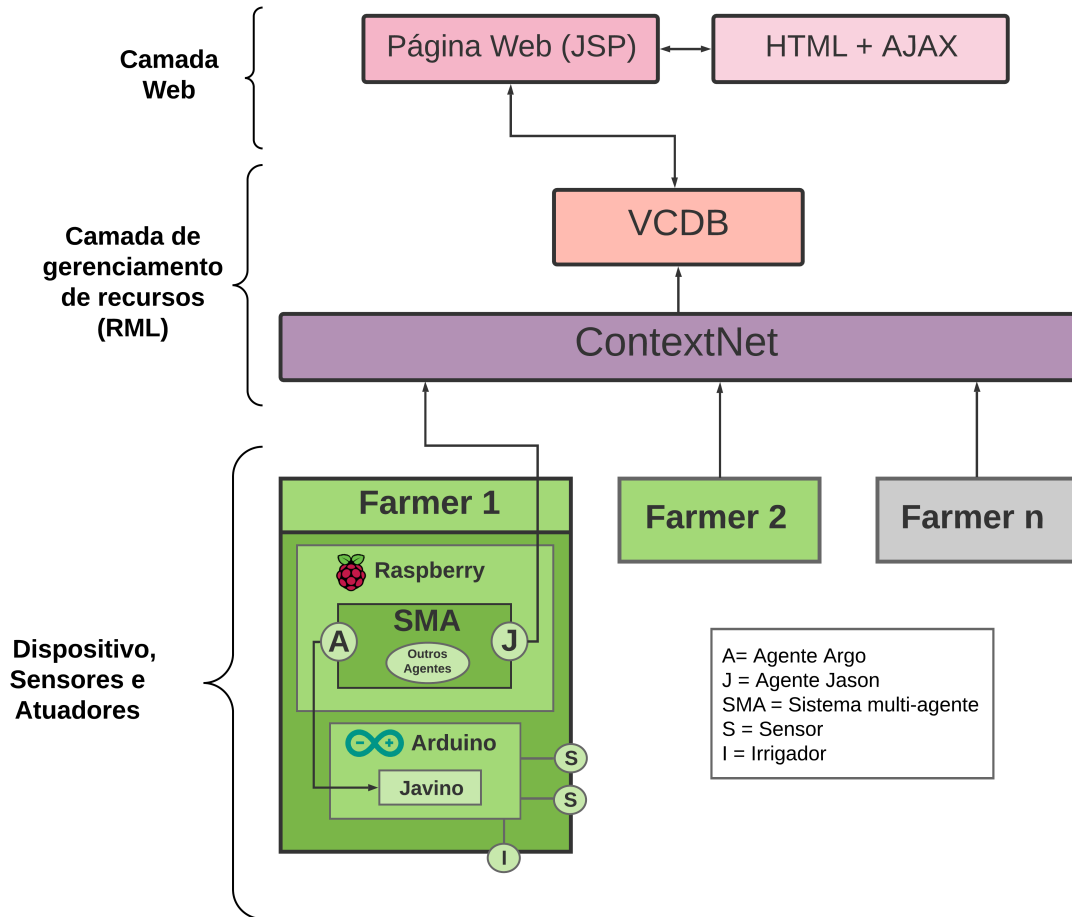 Camada
Web
Página Web (JSP)
HTML + AJAX
Camada de
gerenciamento
de recursos
(RML)
VCDB
ContextNet
Dispositivo,
Sensores e
Atuadores
Farmer 1
Farmer 2
Farmer n
Raspberry
SMA
A
J
Outros
Agentes
Arduino
Javino
S
S
I
A= Agente Argo
J = Agente Jason
SMA = Sistema multi-agente
S = Sensor
I = Irrigador